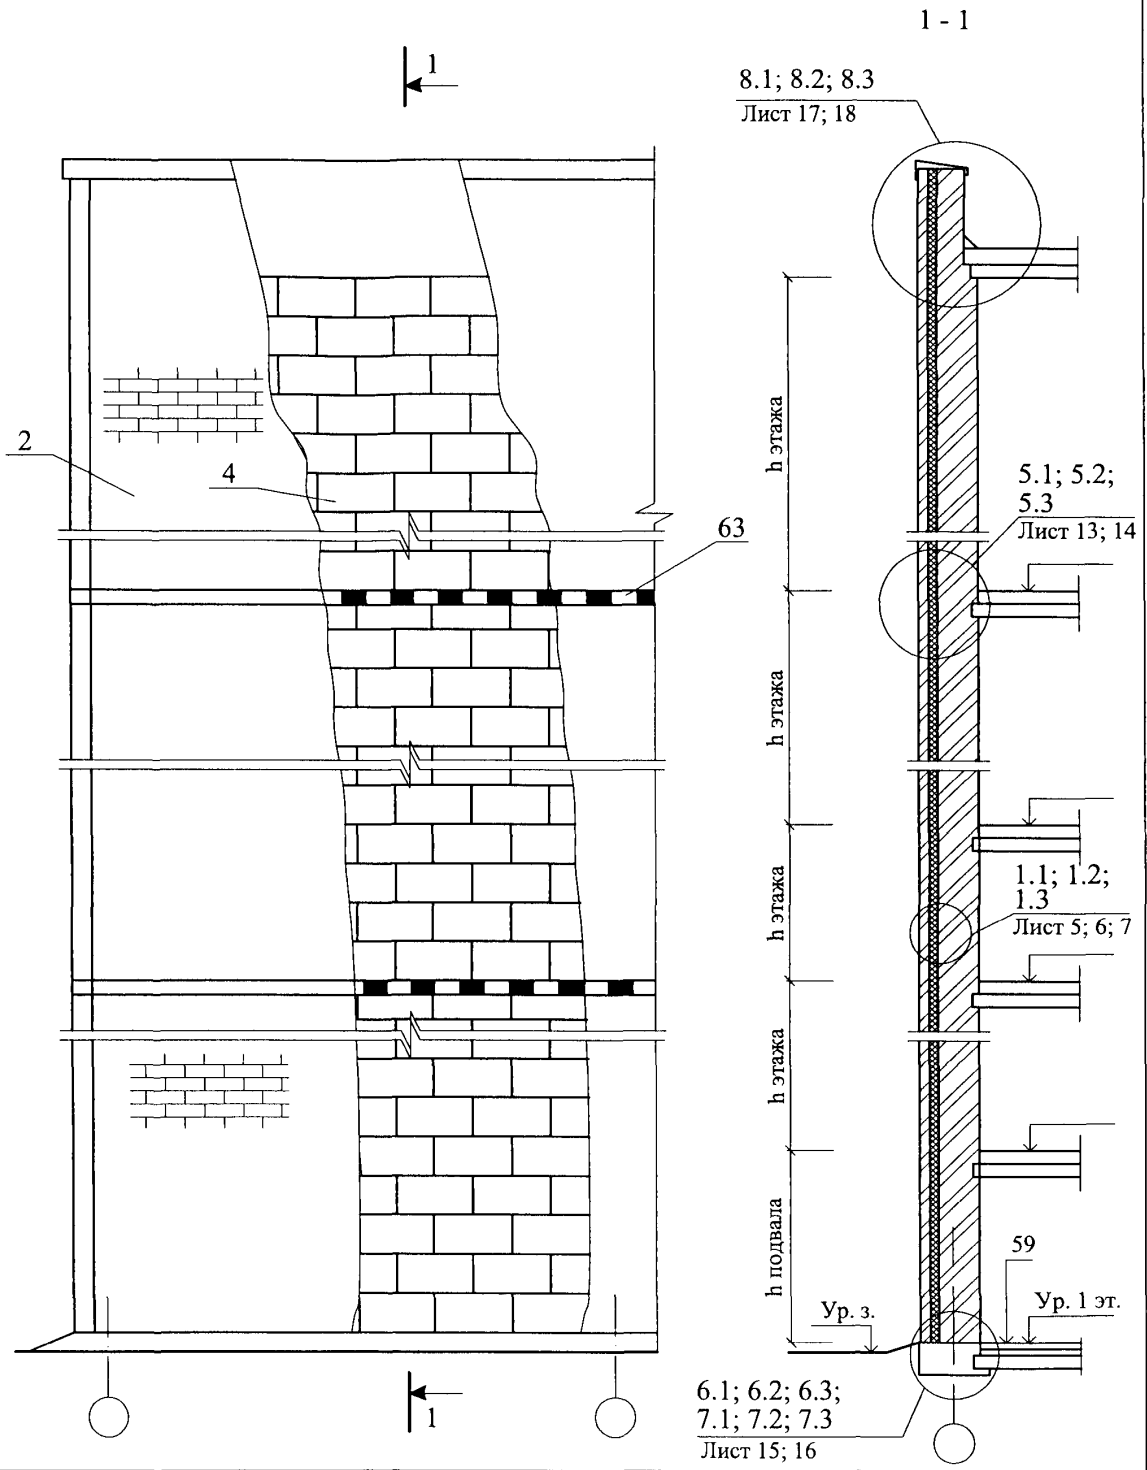 1 - 1
1
8.1; 8.2; 8.3
Лист 17; 18
2
4
63
h этажа
5.1; 5.2;
5.3
Лист 13; 14
h этажа
h этажа
1.1; 1.2;
1.3
Лист 5; 6; 7
h этажа
h подвала
59
Ур. з.
Ур. 1 эт.
1
6.1; 6.2; 6.3;
7.1; 7.2; 7.3
Лист 15; 16